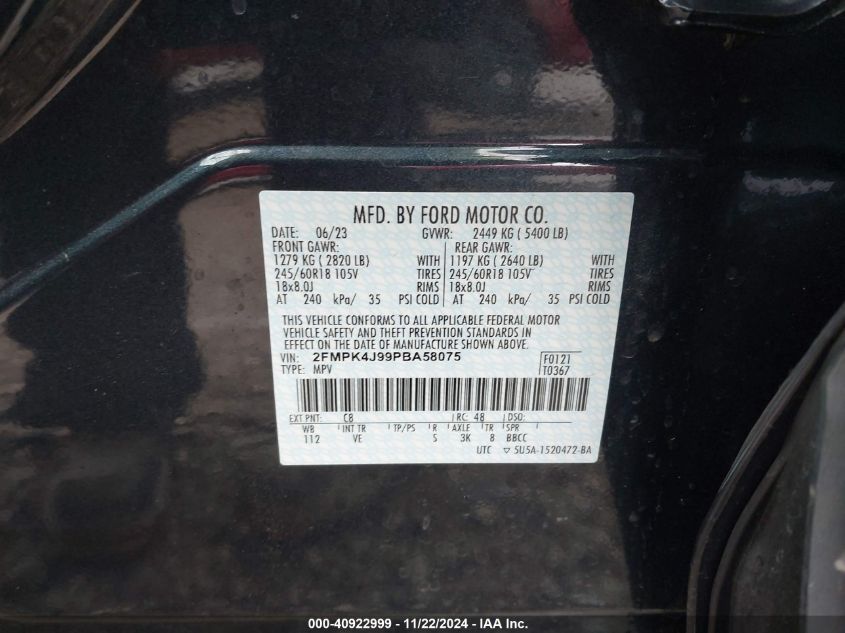 MFD. BY FORD MOTOR CO.
DATE: 06/23 GVWR: 2449 KG ( 5400 LB)
FRONT GAWR: REAR GAWR:
1279 KG ( 2820 LB) WITH 1197 KG ( 2640 LB) WITH
245/60R18 105V TIRES 245/60R18 105V TIRES
18x8.0J RIMS 18x8.0J RIMS
AT 240 kPa/ 35 PSI COLD AT 240 kPa/ 35 PSI COLD
THIS VEHICLE CONFORMS TO ALL APPLICABLE FEDERAL MOTOR
VEHICLE SAFETY AND THEFT PREVENTION STANDARDS IN
EFFECT ON THE DATE OF MANUFACTURE SHOWN ABOVE.
VIN: 2FMPK4J99PBA58075 F0121
TYPE: MPV T0367
EXT PNT: C8 RC: 48 DSO:
WB INT TR TP/PS R AXLE TR SPR
112 VE 5 3K 8 BBCC
UTC ▽ 5U5A-1520472-BA
000-40922999 - 11/22/2024 - IAA Inc.